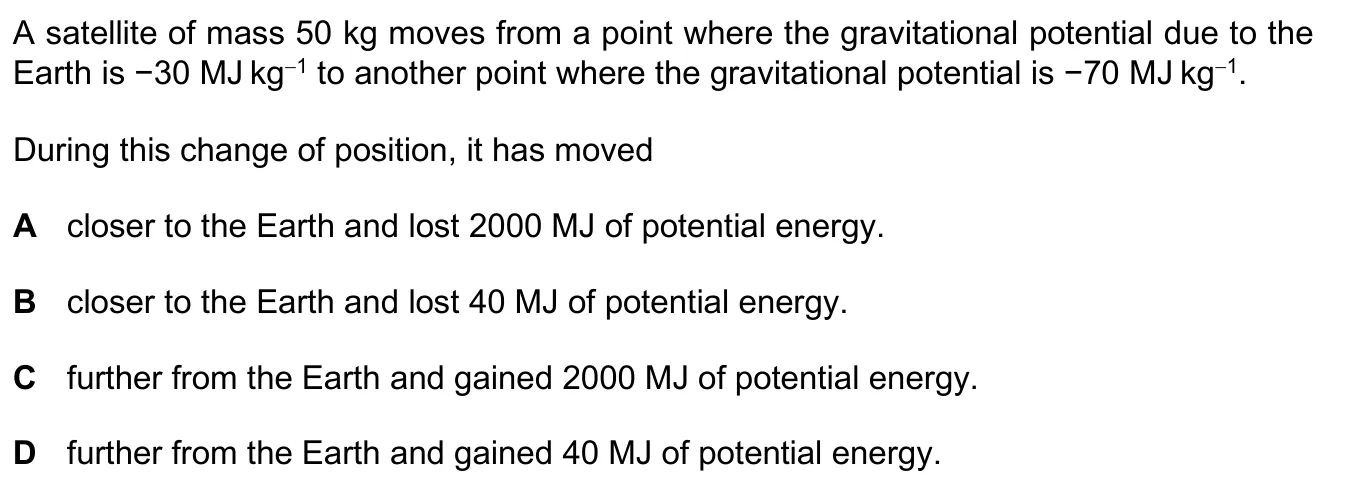 A satellite of mass 50 kg moves from a point where the gravitational potential due to the
Earth is −30 MJ kg⁻¹ to another point where the gravitational potential is −70 MJ kg⁻¹.
During this change of position, it has moved
A closer to the Earth and lost 2000 MJ of potential energy.
B closer to the Earth and lost 40 MJ of potential energy.
C further from the Earth and gained 2000 MJ of potential energy.
D further from the Earth and gained 40 MJ of potential energy.